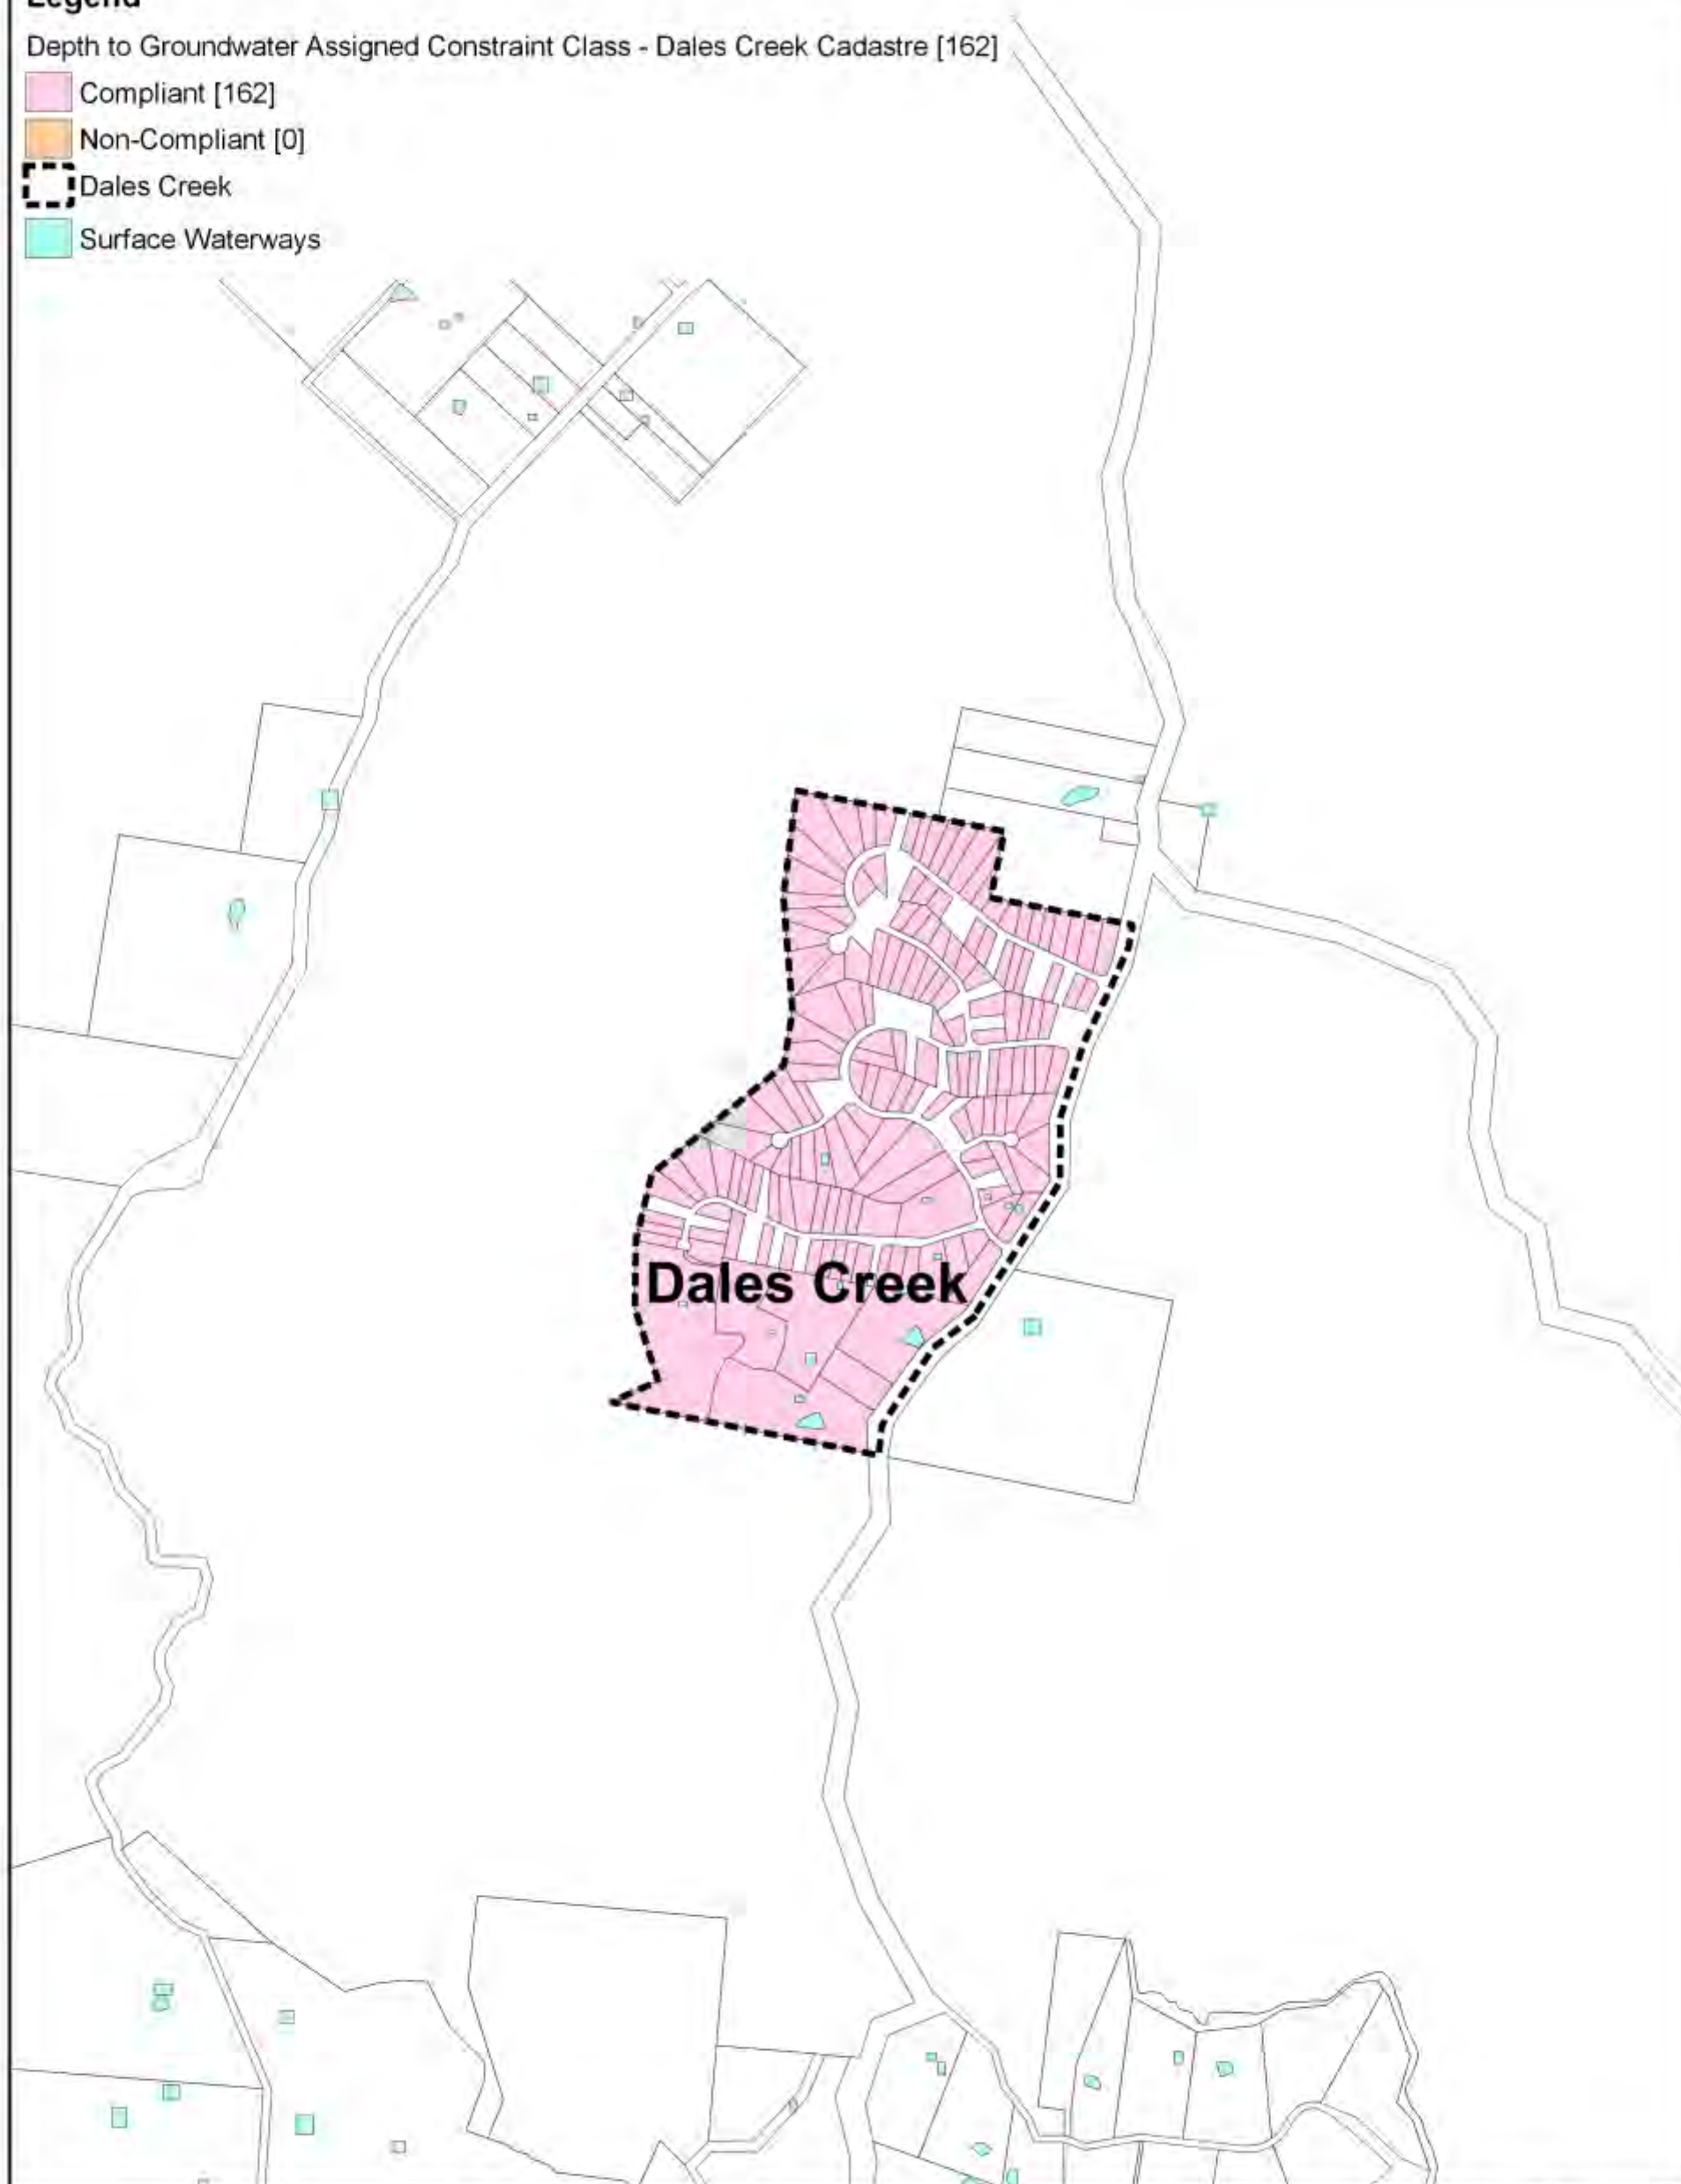 Legend
Depth to Groundwater Assigned Constraint Class - Dales Creek Cadastre [162]
Compliant [162]
Non-Compliant [0]
Dales Creek
Surface Waterways
Dales Creek